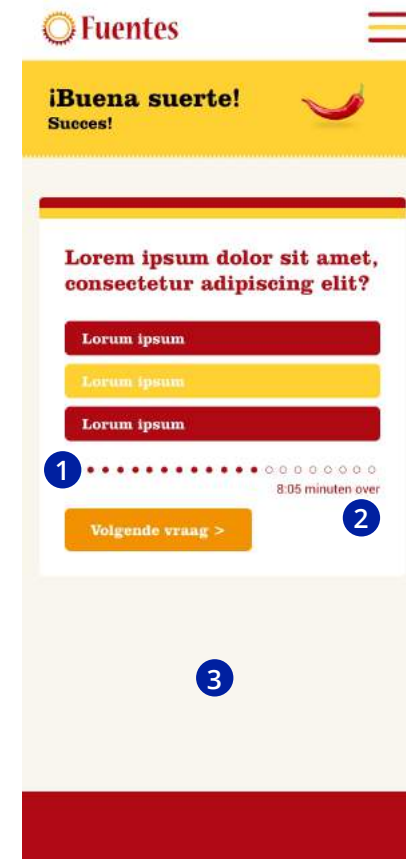 Fuentes
¡Buena suerte!
Succes!
Lorem ipsum dolor sit amet,
consectetur adipiscing elit?
Lorum ipsum
Lorum ipsum
Lorum ipsum
1
8:05 minuten over
2
Volgende vraag >
3